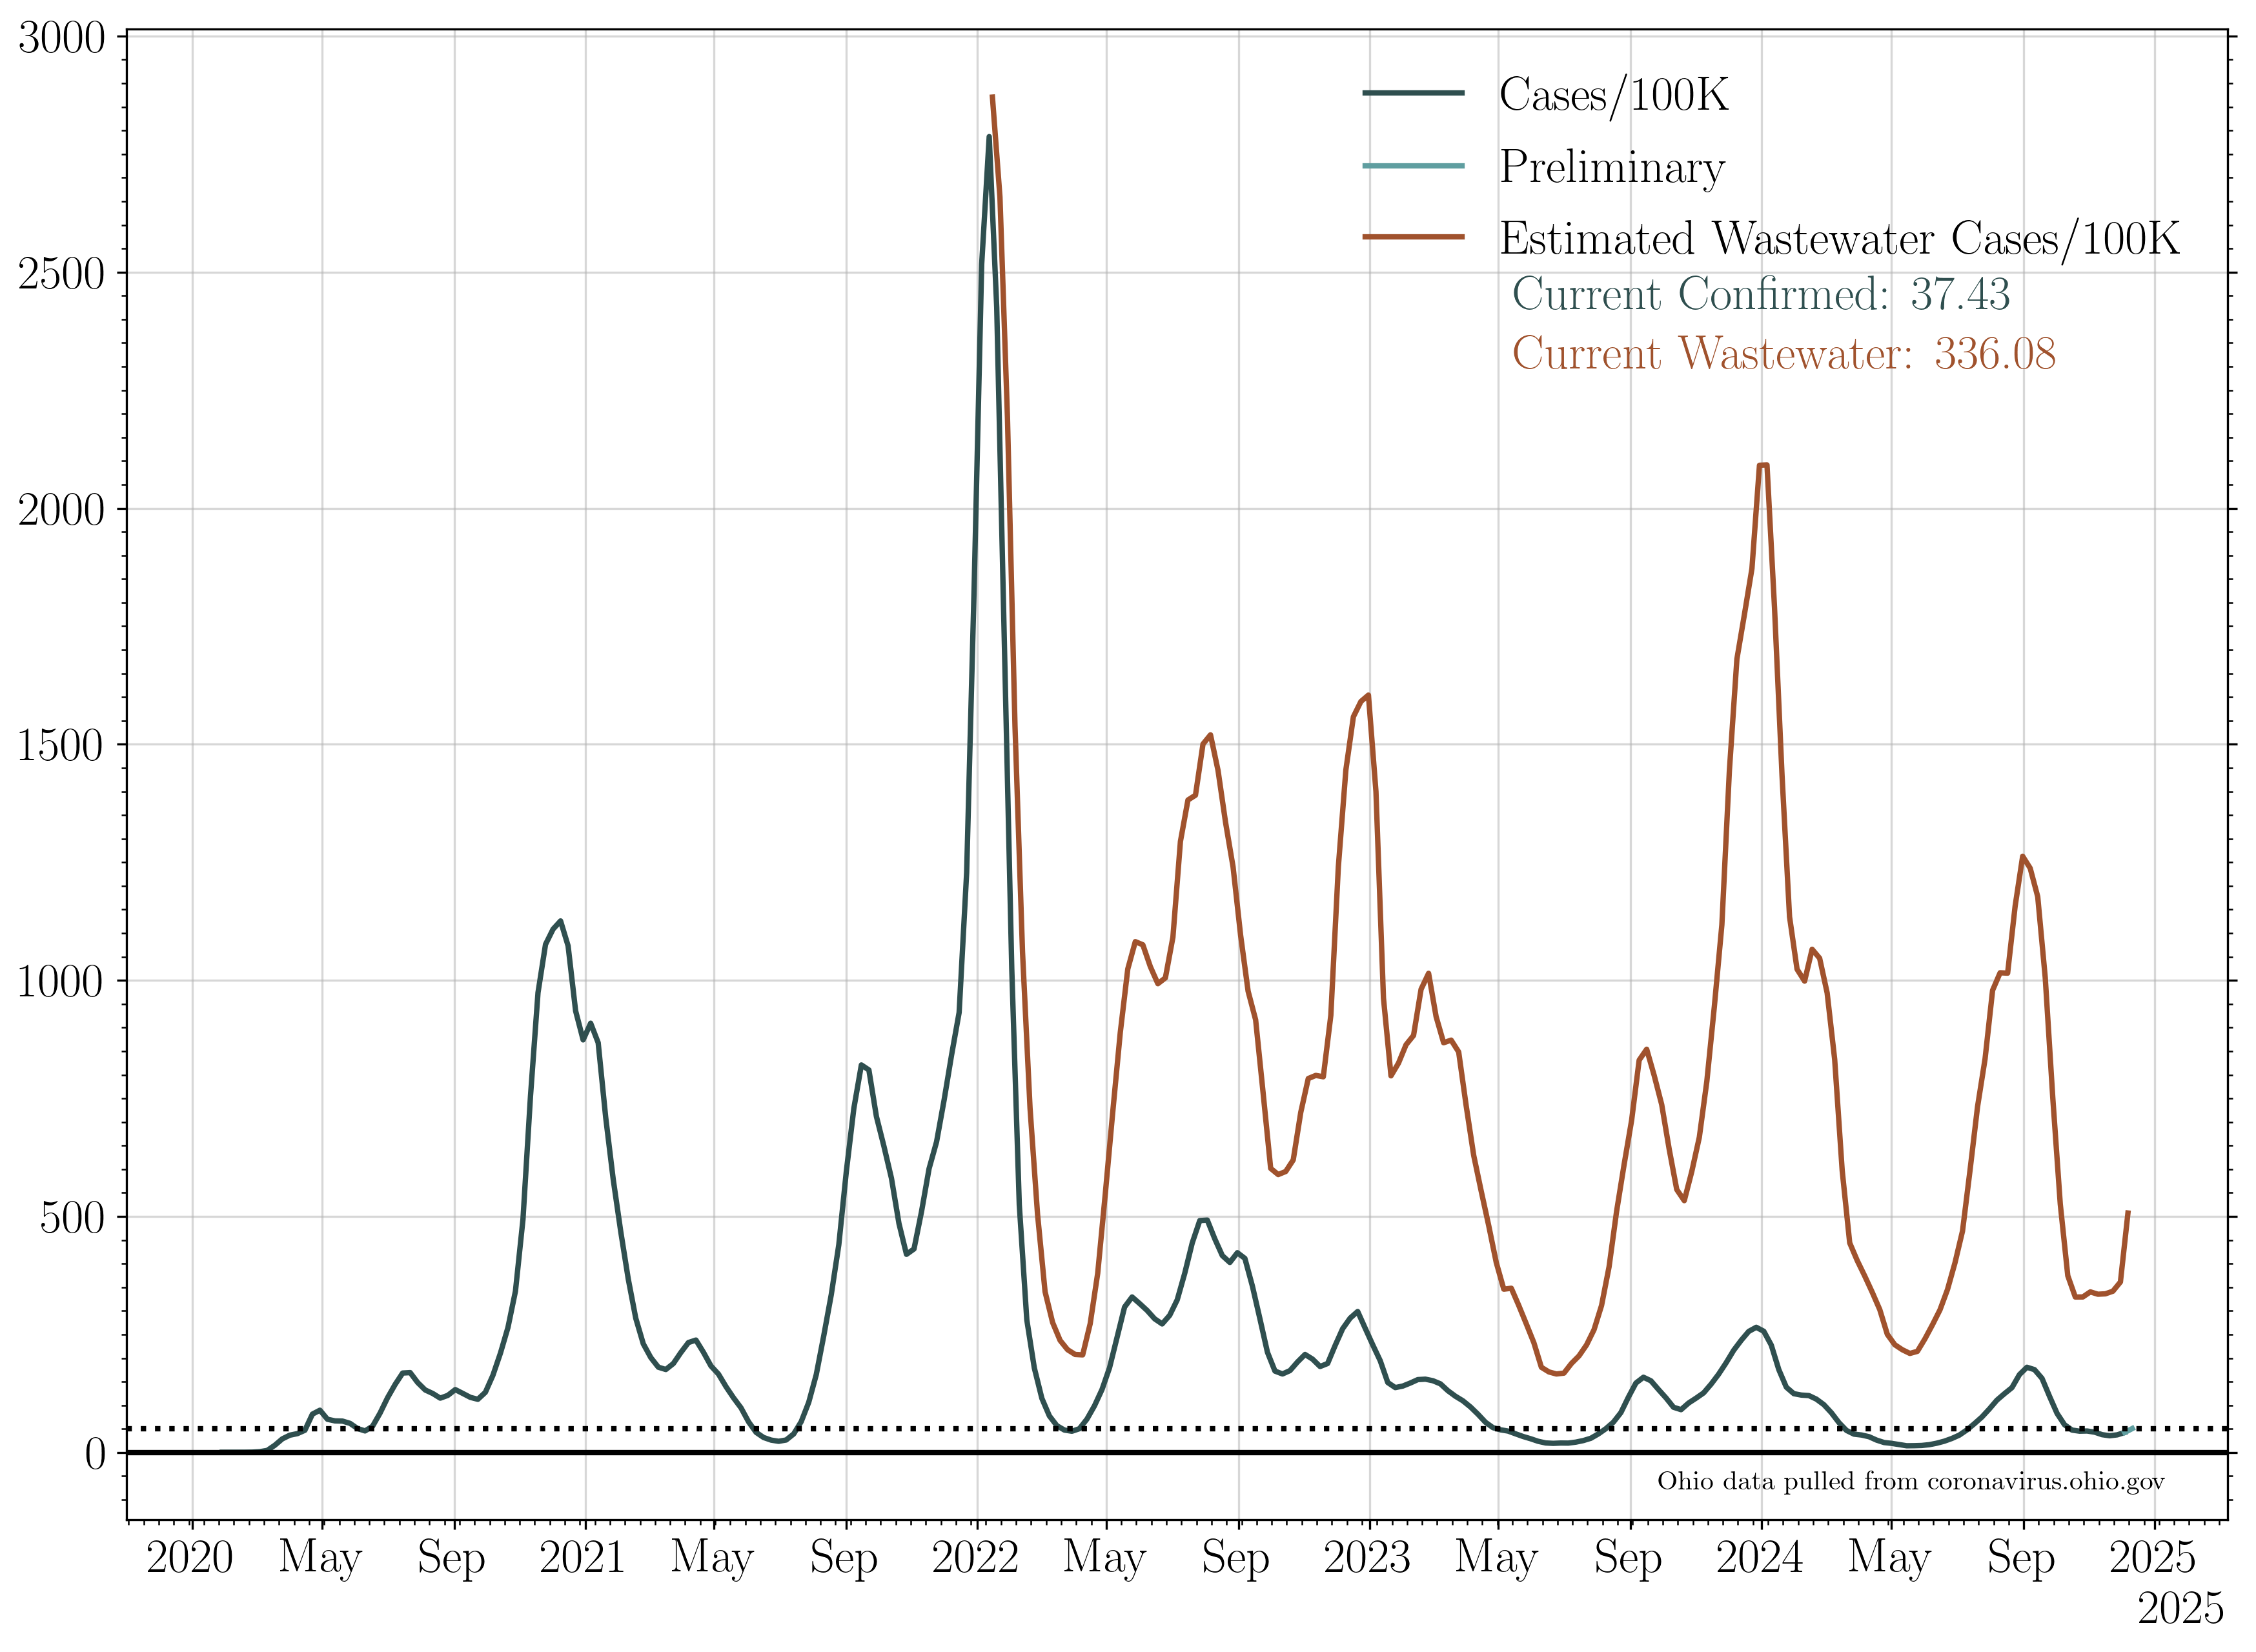 3000
2500
2000
1500
1000
500
0
Cases/100K
Preliminary
Estimated Wastewater Cases/100K
Current Confirmed: 37.43
Current Wastewater: 336.08
Ohio data pulled from coronavirus.ohio.gov
2020 May Sep 2021 May Sep 2022 May Sep 2023 May Sep 2024 May Sep 2025
2025